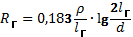 R_Г = 0,183 ρ/l_Г · lg 2l_Г/d